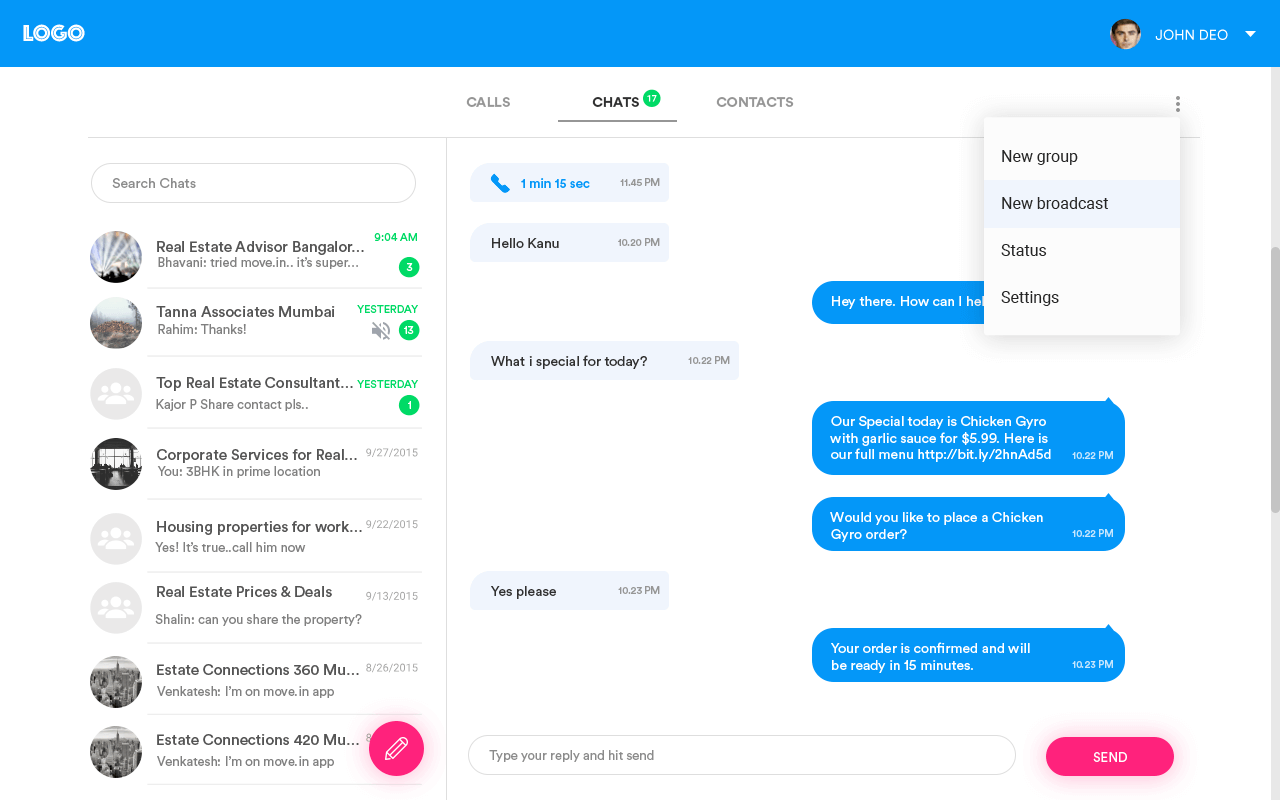 LOGO
JOHN DEO
CALLS
CHATS 17
CONTACTS
New group
New broadcast
Status
Settings
Search Chats
Real Estate Advisor Bangalor... 9:04 AM
Bhavani: tried move.in.. it's super... 3
Tanna Associates Mumbai YESTERDAY
Rahim: Thanks! 13
Top Real Estate Consultant... YESTERDAY
Kajor P Share contact pls.. 1
Corporate Services for Real... 9/27/2015
You: 3BHK in prime location
Housing properties for work... 9/22/2015
Yes! It's true..call him now
Real Estate Prices & Deals 9/13/2015
Shalin: can you share the property?
Estate Connections 360 Mu... 8/26/2015
Venkatesh: I'm on move.in app
Estate Connections 420 Mu...
Venkatesh: I'm on move.in app
1 min 15 sec 11.45 PM
Hello Kanu 10.20 PM
Hey there. How can I
What i special for today? 10.22 PM
Our Special today is Chicken Gyro
with garlic sauce for $5.99. Here is
our full menu http://bit.ly/2hnAd5d 10.22 PM
Would you like to place a Chicken
Gyro order? 10.22 PM
Yes please 10.23 PM
Your order is confirmed and will
be ready in 15 minutes. 10.23 PM
Type your reply and hit send
SEND